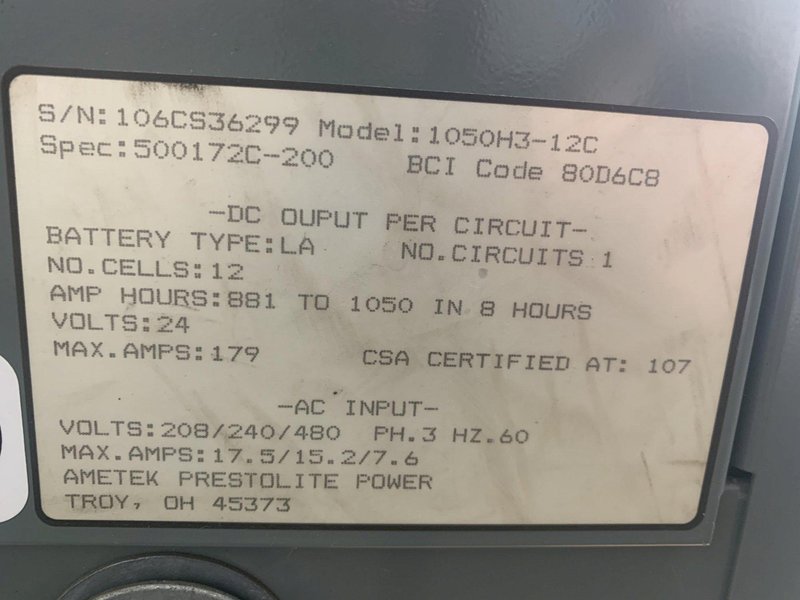 S/N:106CS36299 Model:1050H3-12C
Spec:500172C-200 BCI Code 80D6C8
-DC OUPUT PER CIRCUIT-
BATTERY TYPE:LA NO.CIRCUITS 1
NO.CELLS:12
AMP HOURS:881 TO 1050 IN 8 HOURS
VOLTS:24
MAX.AMPS:179 CSA CERTIFIED AT: 107
-AC INPUT-
VOLTS:208/240/480 PH.3 HZ.60
MAX.AMPS:17.5/15.2/7.6
AMETEK PRESTOLITE POWER
TROY, OH 45373